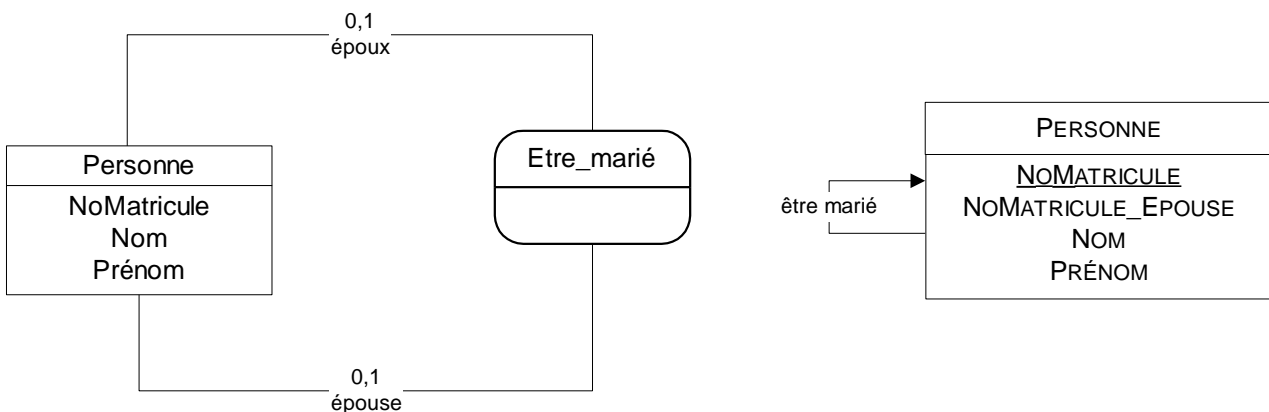 0,1
époux
Personne
NoMatricule
Nom
Prénom
Etre_marié
0,1
épouse
être marié
PERSONNE
NOMATRICULE
NOMATRICULE_EPOUSE
NOM
PRÉNOM